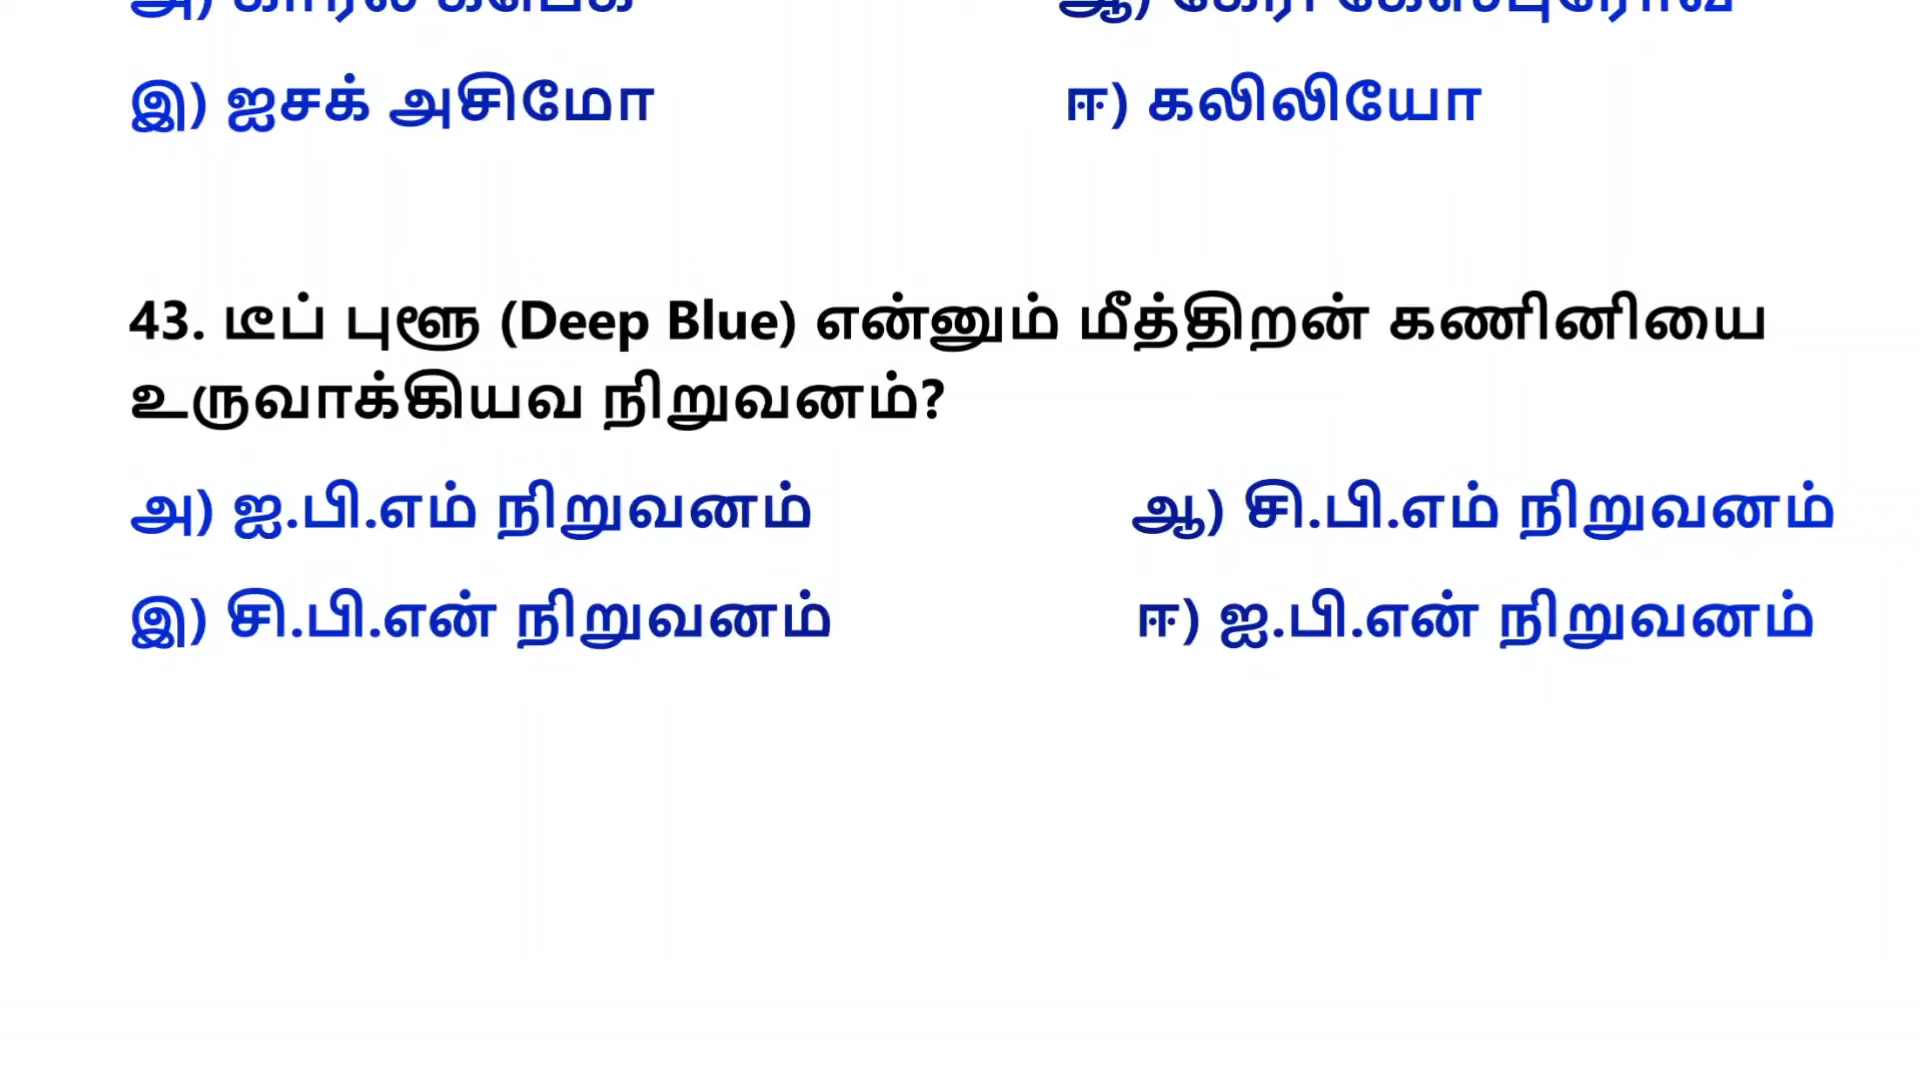 அ) கார்ல் கபெக் ஆ) கேரி கேஸ்புரோவ்
இ) ஐசக் அசிமோ ஈ) கலிலியோ
43. டீப் புளூ (Deep Blue) என்னும் மீத்திறன் கணினியை
உருவாக்கியவ நிறுவனம்?
அ) ஐ.பி.எம் நிறுவனம் ஆ) சி.பி.எம் நிறுவனம்
இ) சி.பி.என் நிறுவனம் ஈ) ஐ.பி.என் நிறுவனம்